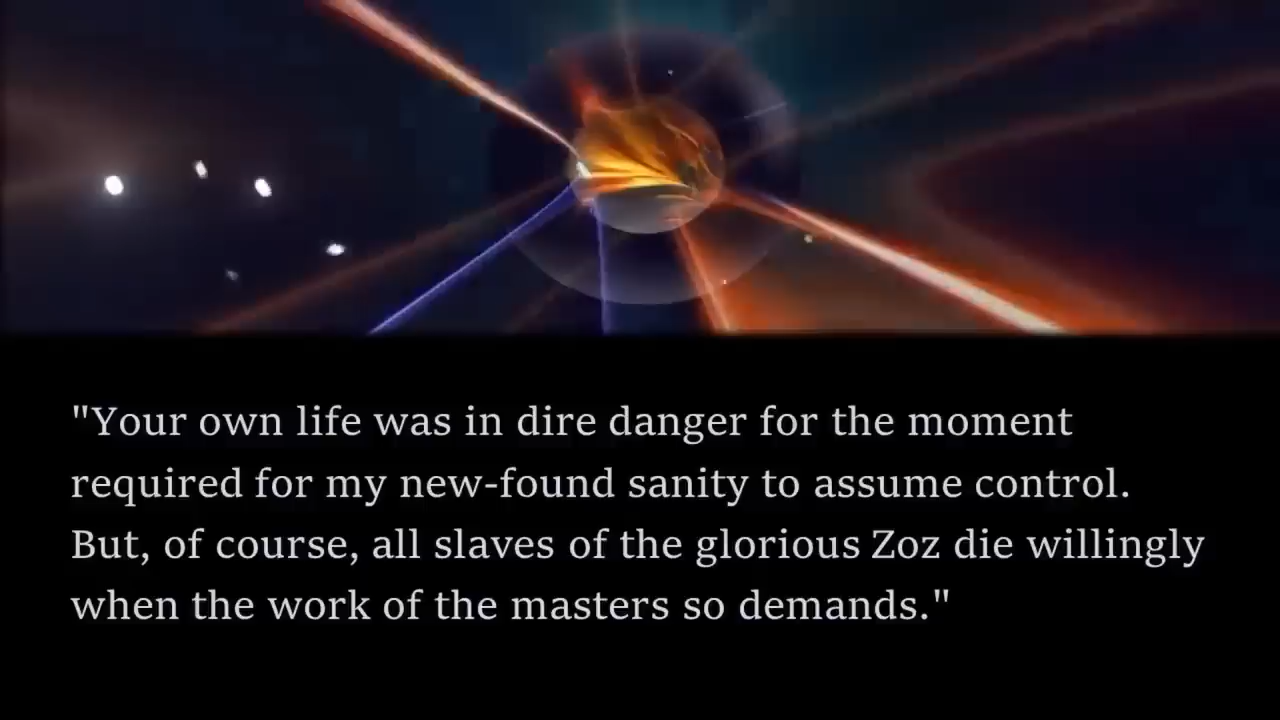 "Your own life was in dire danger for the moment
required for my new-found sanity to assume control.
But, of course, all slaves of the glorious Zoz die willingly
when the work of the masters so demands."